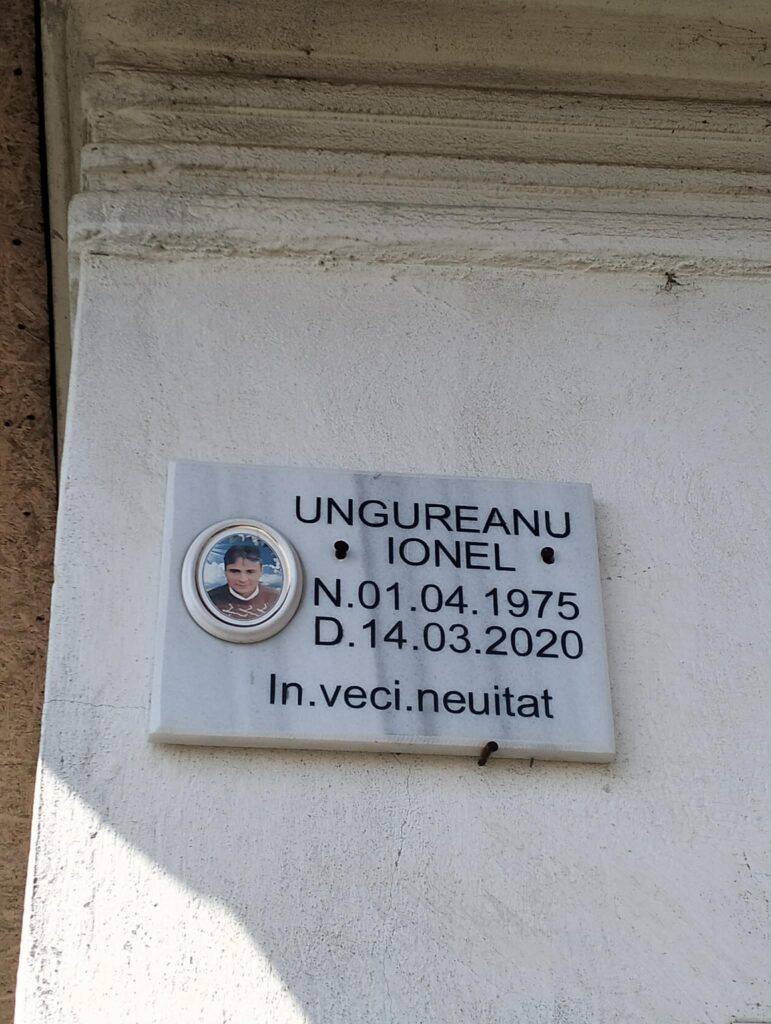 UNGUREANU
IONEL
N.01.04.1975
D.14.03.2020
In.veci.neuitat